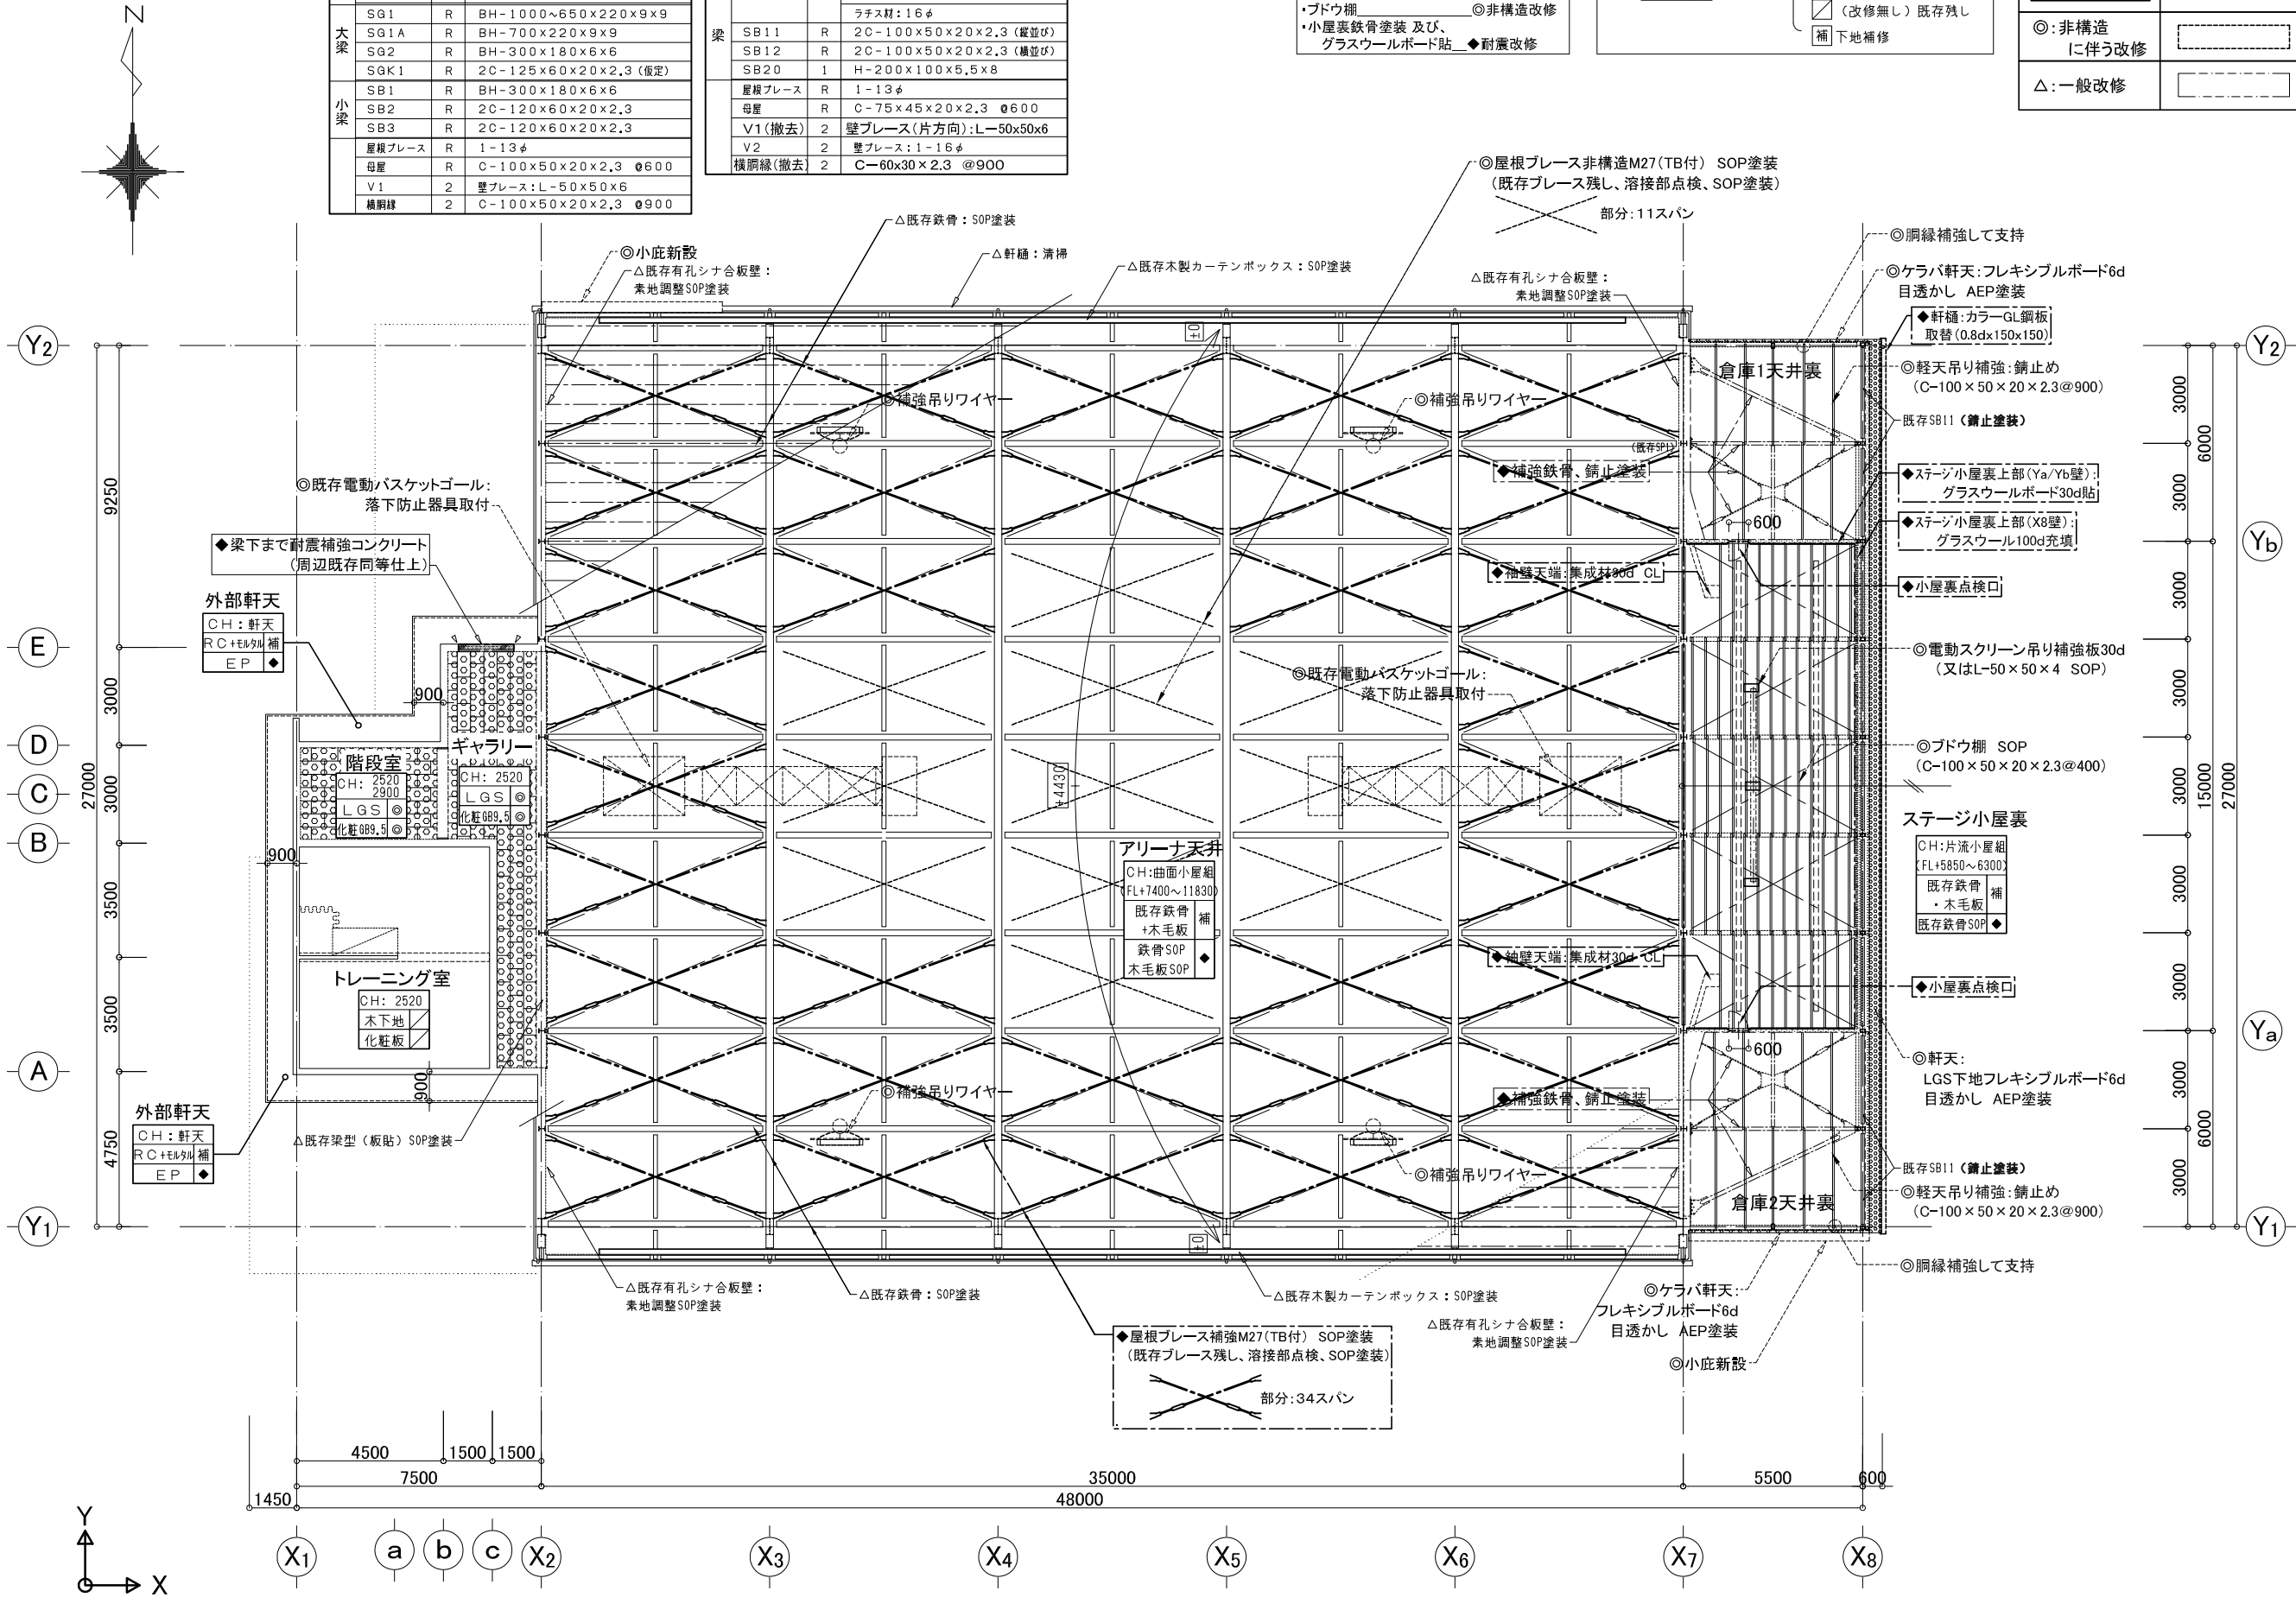 N
大梁
SG1 R BH-1000~650×220×9×9
SG1A R BH-700×220×9×9
SG2 R BH-300×180×6×6
SGK1 R 2C-125×60×20×2.3 (仮定)
小梁
SB1 R BH-300×180×6×6
SB2 R 2C-120×60×20×2.3
SB3 R 2C-120×60×20×2.3
屋根ブレース R 1-13φ
母屋 R C-100×50×20×2.3 @600
V1 2 壁ブレース:L-50×50×6
横胴縁 2 C-100×50×20×2.3 @900
梁
ラチス材:16φ
SB11 R 2C-100×50×20×2.3 (縦並び)
SB12 R 2C-100×50×20×2.3 (横並び)
SB20 1 H-200×100×5.5×8
屋根ブレース R 1-13φ
母屋 R C-75×45×20×2.3 @600
V1(撤去) 2 壁ブレース(片方向):L-50x50x6
V2 2 壁ブレース:1-16φ
横胴縁(撤去) 2 C-60x30×2.3 @900
・ブドウ棚 ◎非構造改修
・小屋裏鉄骨塗装 及び、
グラスウールボード貼 ◆耐震改修
(改修無し) 既存残し
補 下地補修
◎:非構造
に伴う改修
△:一般改修
◎屋根ブレース非構造M27(TB付) SOP塗装
(既存ブレース残し、溶接部点検、SOP塗装)
部分:11スパン
△既存鉄骨:SOP塗装
◎小庇新設
△既存有孔シナ合板壁:
素地調整SOP塗装
△軒樋:清掃
△既存木製カーテンボックス:SOP塗装
△既存有孔シナ合板壁:
素地調整SOP塗装
◎胴縁補強して支持
◎ケラバ軒天:フレキシブルボード6d
目透かし AEP塗装
◆軒樋:カラーGL鋼板
取替(0.8dx150x150)
◎軽天吊り補強:錆止め
(C-100×50×20×2.3@900)
既存SB11 (錆止塗装)
◆ステージ小屋裏上部(Ya/Yb壁):
グラスウールボード30d貼
◆ステージ小屋裏上部(X8壁):
グラスウール100d充填
◆小屋裏点検口
◎電動スクリーン吊り補強板30d
(又はL-50×50×4 SOP)
◎ブドウ棚 SOP
(C-100×50×20×2.3@400)
ステージ小屋裏
CH:片流小屋組
(FL+5850~6300)
既存鉄骨
・木毛板
補
既存鉄骨SOP ◆
◆小屋裏点検口
◎軒天:
LGS下地フレキシブルボード6d
目透かし AEP塗装
既存SB11 (錆止塗装)
◎軽天吊り補強:錆止め
(C-100×50×20×2.3@900)
◎胴縁補強して支持
◎ケラバ軒天:
フレキシブルボード6d
目透かし AEP塗装
◎小庇新設
倉庫1天井裏
倉庫2天井裏
600
600
±0
±0
+4430
◎補強吊りワイヤー
◎補強吊りワイヤー
◎補強吊りワイヤー
◎補強吊りワイヤー
(既存SP1)
◆補強鉄骨、錆止塗装
◆袖壁天端:集成材30d CL
◎既存電動バスケットゴール:
落下防止器具取付
◎既存電動バスケットゴール:
落下防止器具取付
アリーナ天井
CH:曲面小屋組
(FL+7400~11830)
既存鉄骨
+木毛板
補
鉄骨SOP
木毛板SOP
◆
◆袖壁天端:集成材30d CL
◆補強鉄骨、錆止塗装
◆梁下まで耐震補強コンクリート
(周辺既存同等仕上)
外部軒天
CH:軒天
RC+モルタル 補
EP ◆
900
ギャラリー
CH: 2520
LGS ◎
化粧GB9.5 ◎
階段室
CH: 2520
2900
LGS ◎
化粧GB9.5 ◎
900
トレーニング室
CH: 2520
木下地
化粧板
900
外部軒天
CH:軒天
RC+モルタル 補
EP ◆
△既存梁型(板貼) SOP塗装
△既存有孔シナ合板壁:
素地調整SOP塗装
△既存鉄骨:SOP塗装
△既存木製カーテンボックス:SOP塗装
△既存有孔シナ合板壁:
素地調整SOP塗装
◆屋根ブレース補強M27(TB付) SOP塗装
(既存ブレース残し、溶接部点検、SOP塗装)
部分:34スパン
Y2
E
D
C
B
A
Y1
27000
9250
3000
3000
3500
3500
4750
Y2
Yb
Ya
Y1
3000
3000
3000
3000
3000
3000
3000
3000
3000
6000
15000
6000
27000
4500
1500
1500
7500
35000
5500
600
1450
48000
X1
a
b
c
X2
X3
X4
X5
X6
X7
X8
Y
X